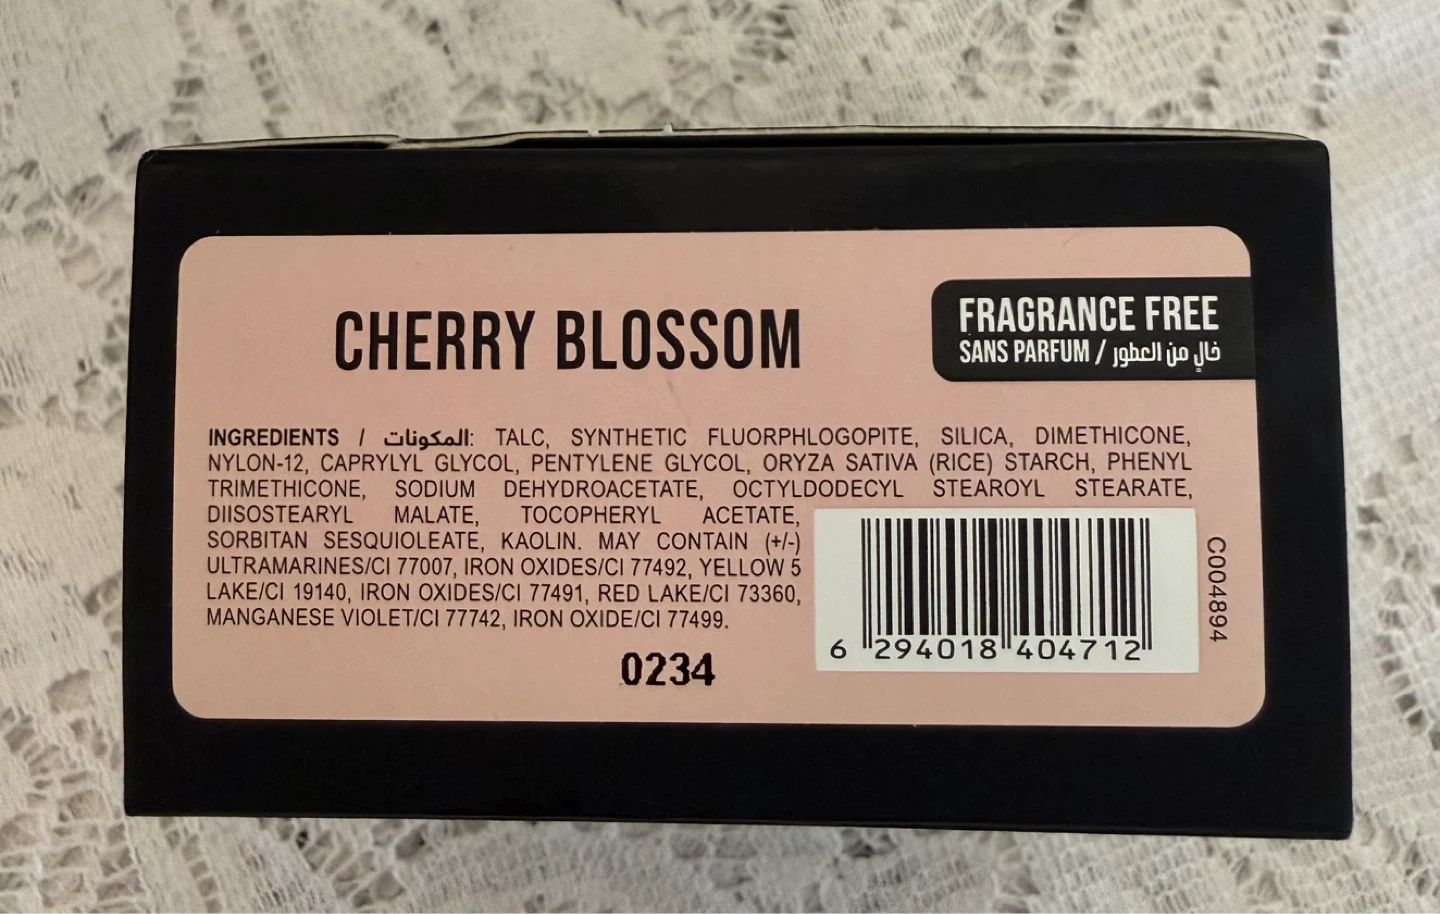 CHERRY BLOSSOM
FRAGRANCE FREE
SANS PARFUM / خالٍ من العطور
INGREDIENTS / المكونات: TALC, SYNTHETIC FLUORPHLOGOPITE, SILICA, DIMETHICONE,
NYLON-12, CAPRYLYL GLYCOL, PENTYLENE GLYCOL, ORYZA SATIVA (RICE) STARCH, PHENYL
TRIMETHICONE, SODIUM DEHYDROACETATE, OCTYLDODECYL STEAROYL STEARATE,
DIISOSTEARYL MALATE, TOCOPHERYL ACETATE,
SORBITAN SESQUIOLEATE, KAOLIN. MAY CONTAIN (+/-)
ULTRAMARINES/CI 77007, IRON OXIDES/CI 77492, YELLOW 5
LAKE/CI 19140, IRON OXIDES/CI 77491, RED LAKE/CI 73360,
MANGANESE VIOLET/CI 77742, IRON OXIDE/CI 77499.
0234
6 294018 404712
C004894